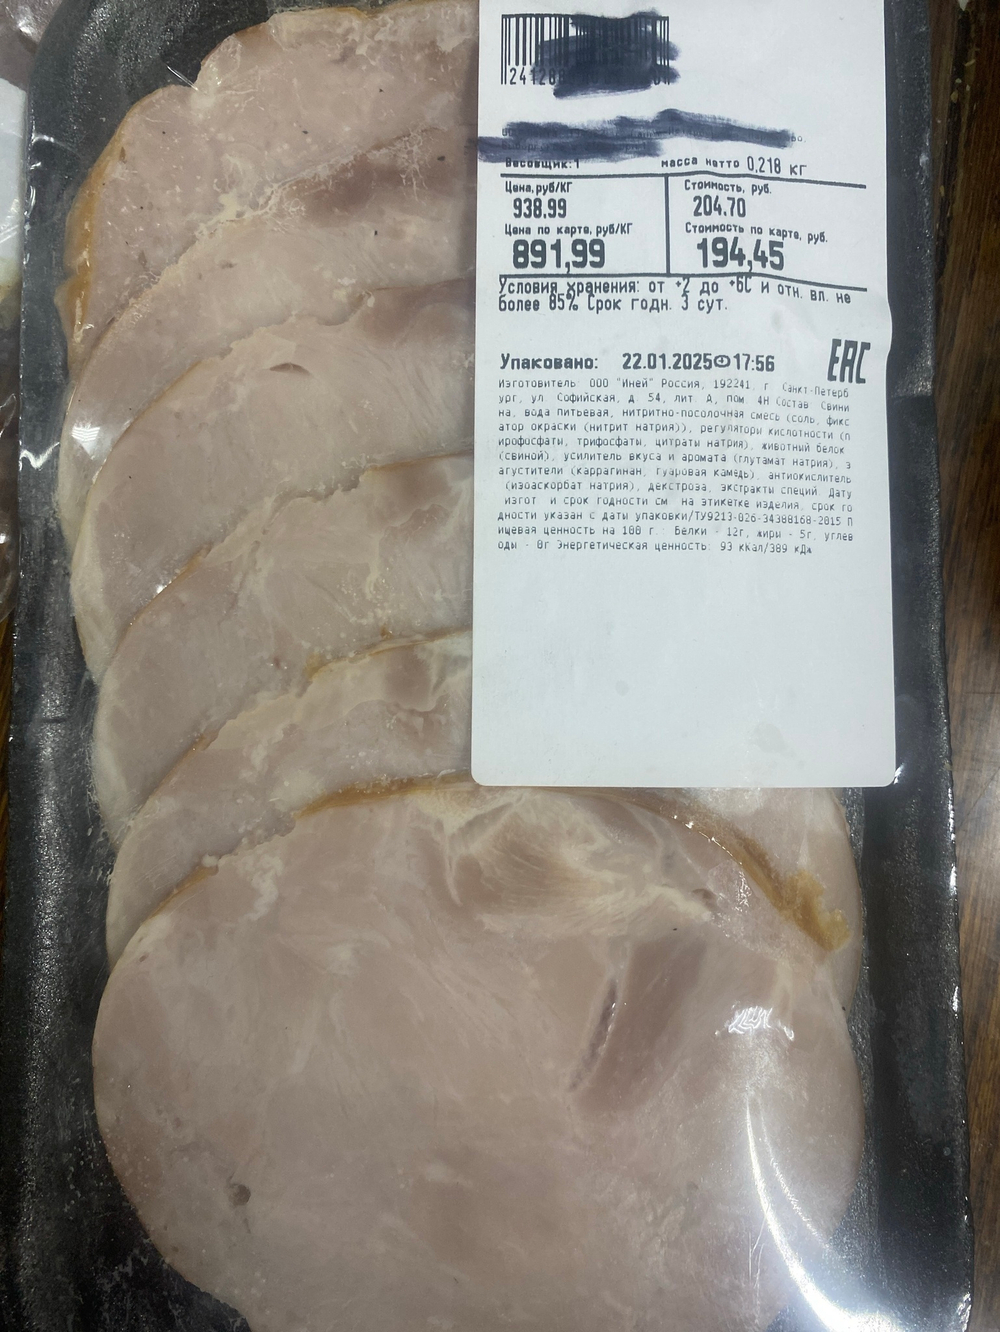 24128
Весовщик:1 масса нетто 0,218 кг
Цена,руб/КГ Стоимость, руб.
938.99 204.70
Цена по карте, руб/КГ Стоимость по карте, руб.
891,99 194,45
Условия хранения: от +2 до +6С и отн. вл. не
более 85% Срок годн. 3 сут.
Упаковано: 22.01.2025 17:56 ЕАС
Изготовитель: ООО "Иней" Россия, 192241, г. Санкт-Петерб
ург, ул. Софийская, д. 54, лит. А, пом. 4Н Состав: Свини
на, вода питьевая, нитритно-посолочная смесь (соль, фикс
атор окраски (нитрит натрия)), регуляторы кислотности (п
ирофосфаты, трифосфаты, цитраты натрия), животный белок
(свиной), усилитель вкуса и аромата (глутамат натрия), з
агустители (каррагинан, гуаровая камедь), антиокислитель
(изоаскорбат натрия), декстроза, экстракты специй. Дату
изгот. и срок годности см. на этикетке изделия, срок го
дности указан с даты упаковки/ТУ9213-026-34388168-2015 П
ищевая ценность на 100 г.: Белки - 12г, жиры - 5г, углев
оды - 0г Энергетическая ценность: 93 кКал/389 кДж